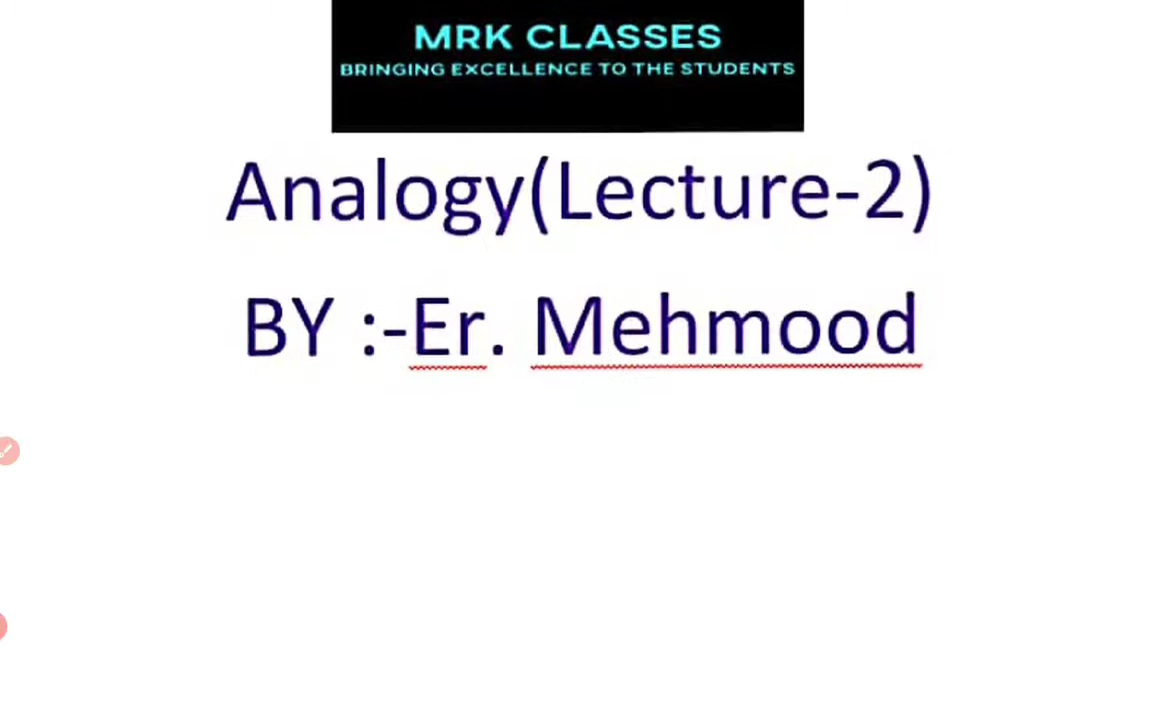 MRK CLASSES
BRINGING EXCELLENCE TO THE STUDENTS
Analogy(Lecture-2)
BY :-Er. Mehmood